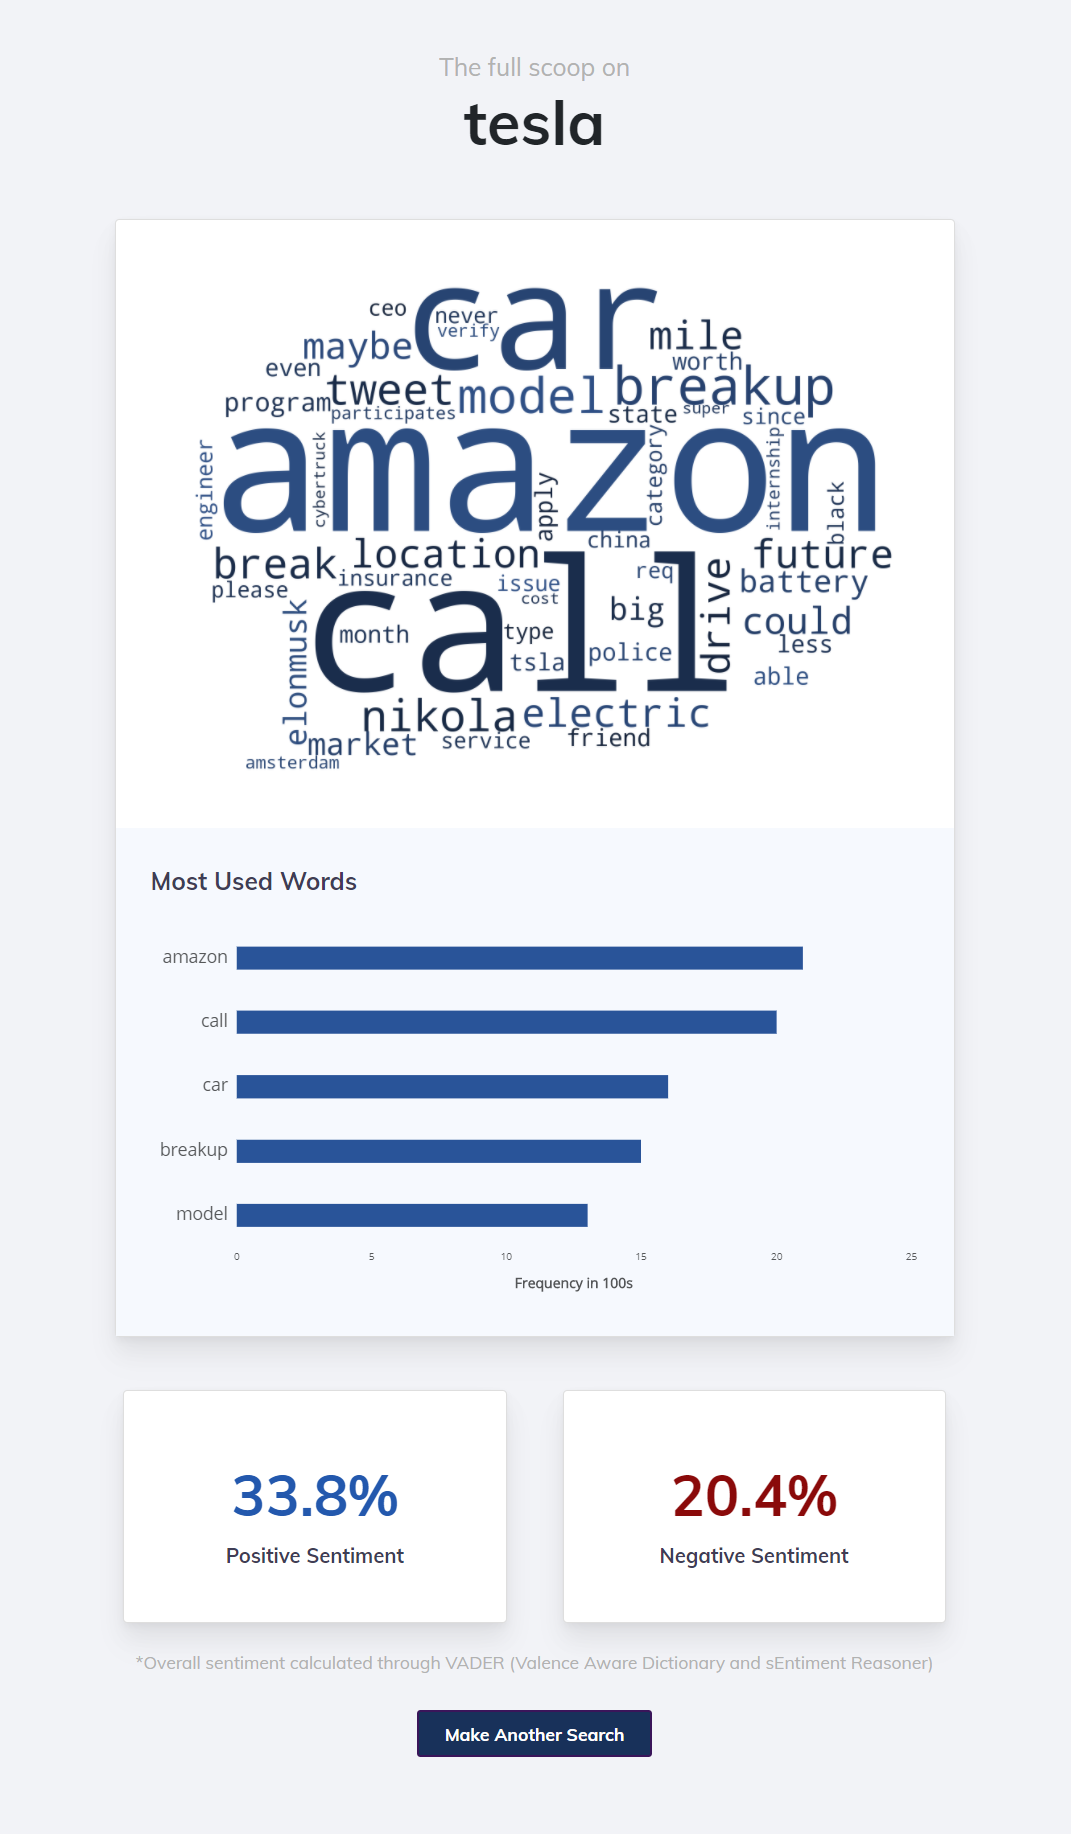 The full scoop on
tesla
car
ceo
never
verify
maybe
mile
even
worth
tweet
model
breakup
program
participates
state
super
since
amazon
engineer
cybertruck
apply
category
internship
black
china
break
location
future
please
insurance
issue
cost
req
battery
call
drive
elonmusk
month
type
big
could
tsla
police
less
able
nikola
electric
market
service
friend
amsterdam
Most Used Words
amazon
call
car
breakup
model
0 5 10 15 20 25
Frequency in 100s
33.8%
Positive Sentiment
20.4%
Negative Sentiment
*Overall sentiment calculated through VADER (Valence Aware Dictionary and sEntiment Reasoner)
Make Another Search